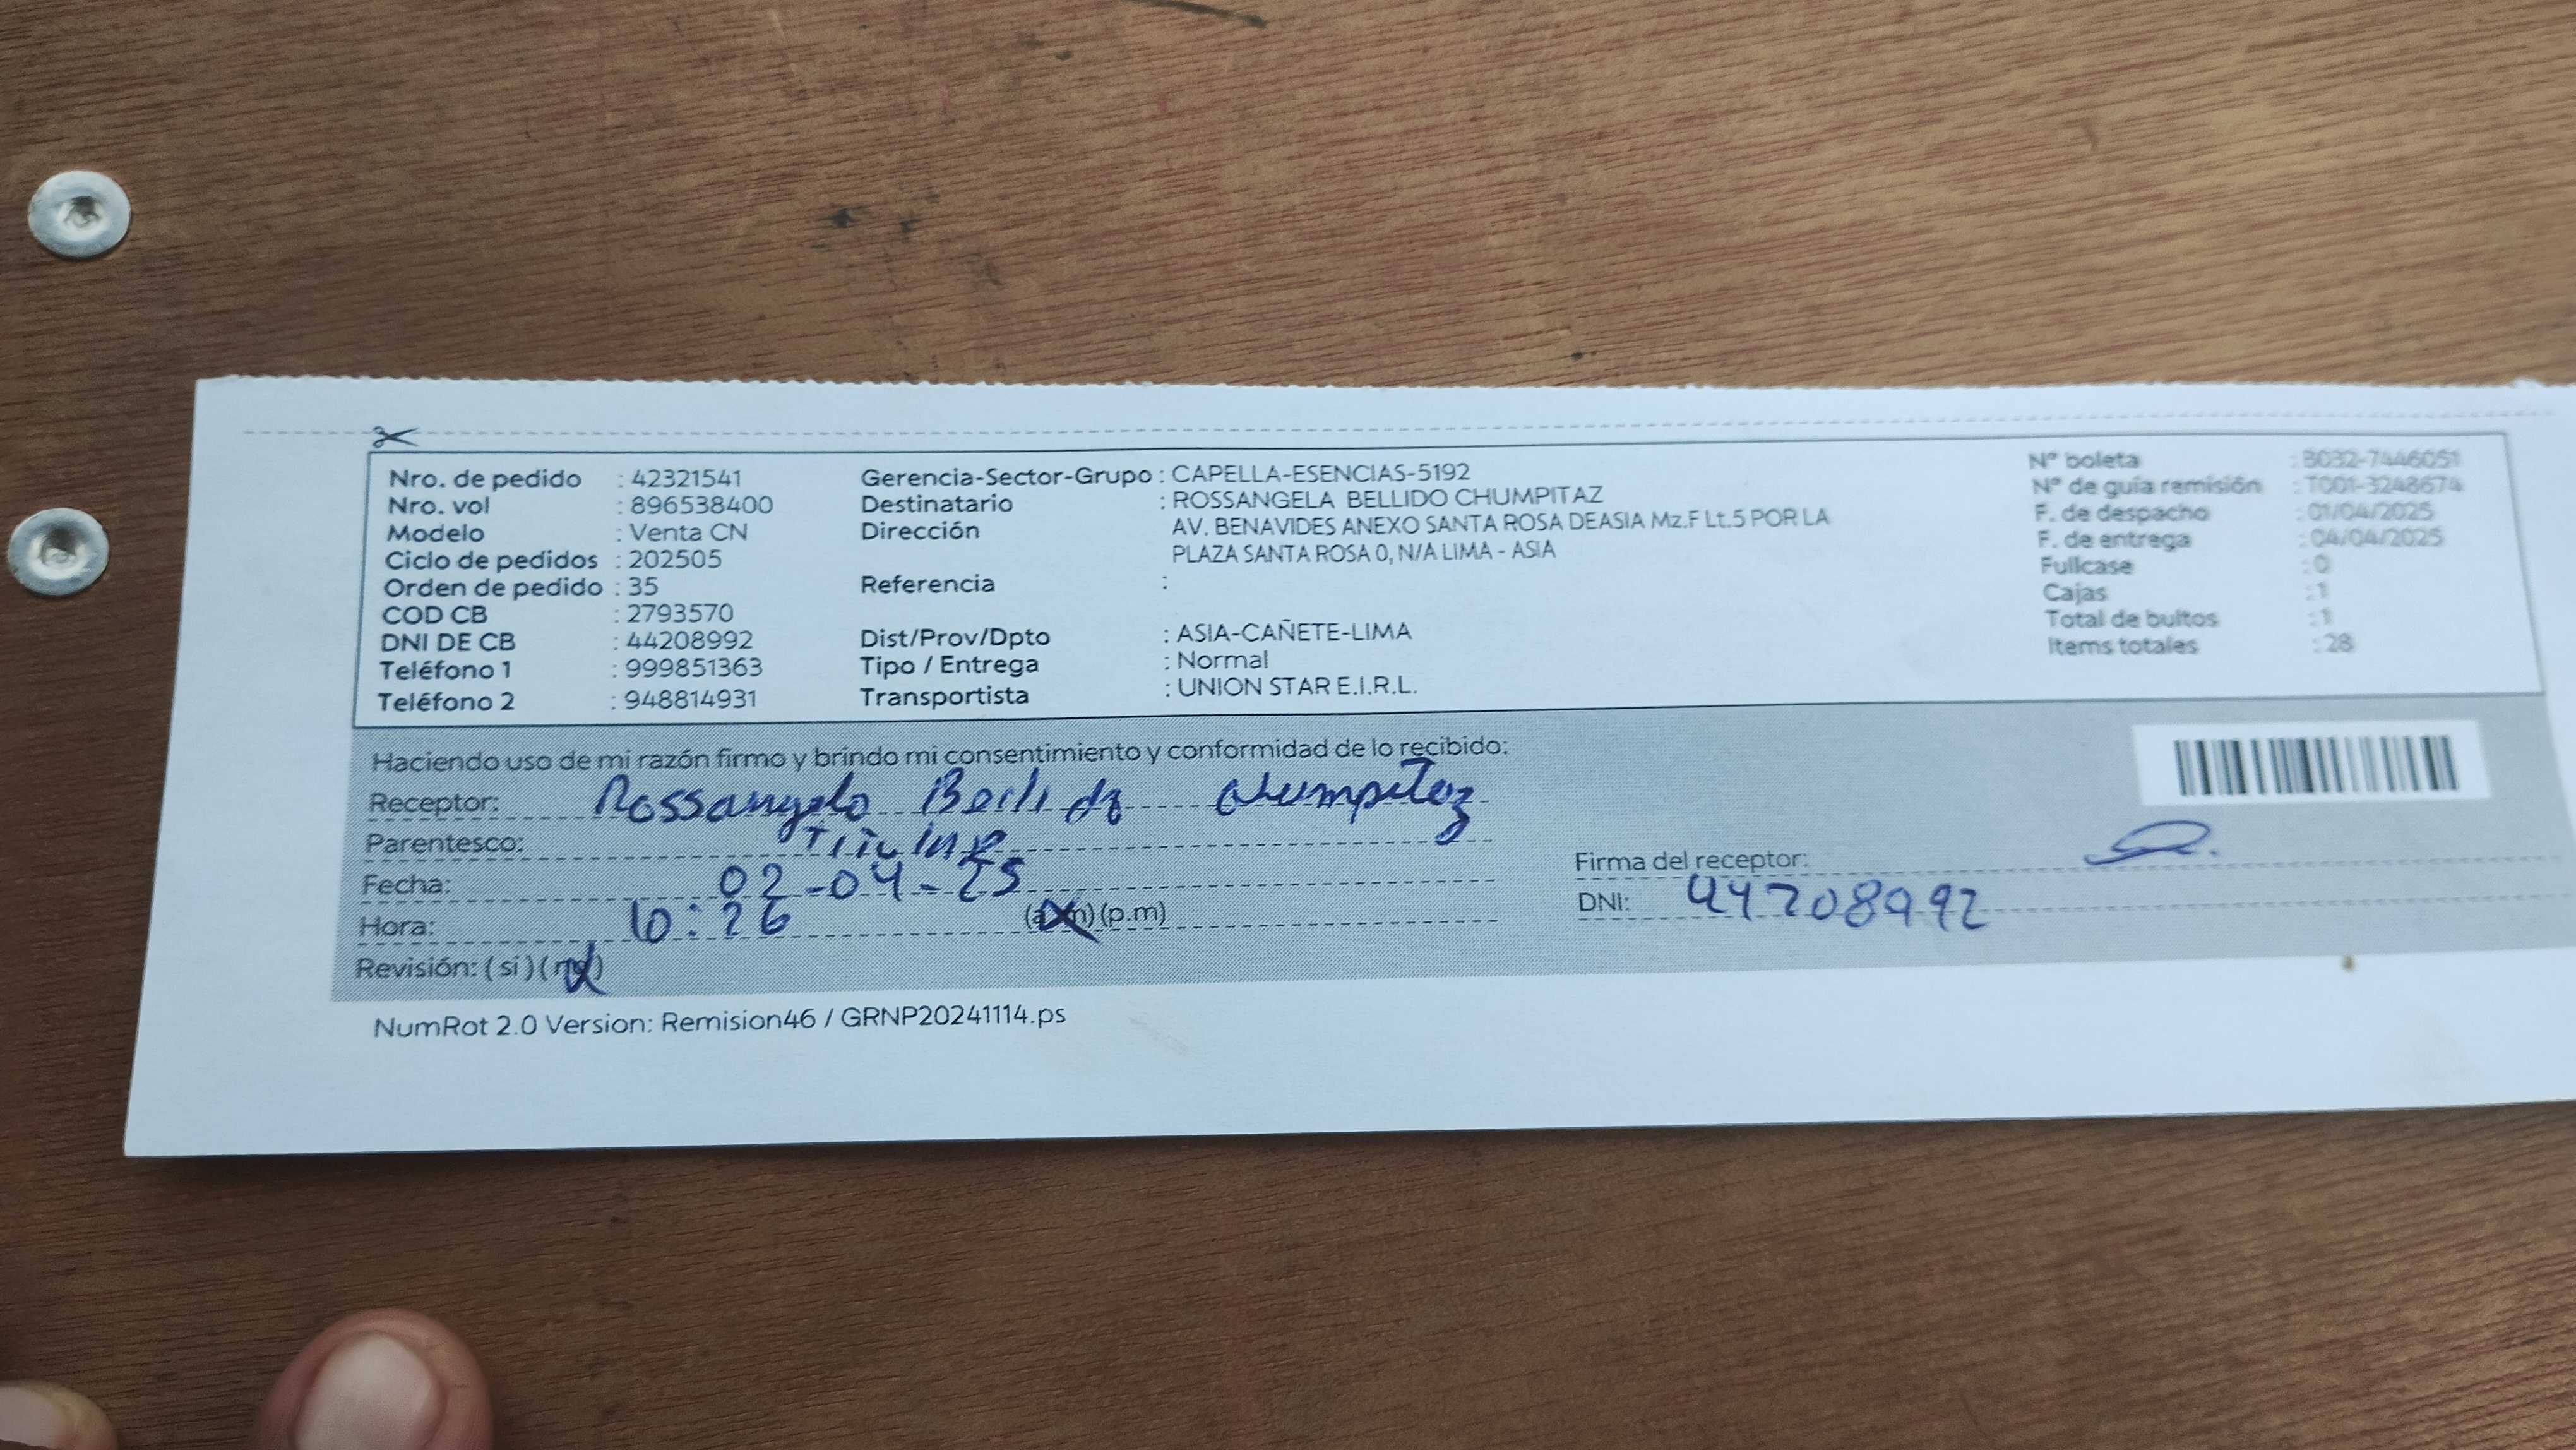 Nro. de pedido : 42321541
Nro. vol : 896538400
Modelo : Venta CN
Ciclo de pedidos : 202505
Orden de pedido : 35
COD CB : 2793570
DNI DE CB : 44208992
Teléfono 1 : 999851363
Teléfono 2 : 948814931
Gerencia-Sector-Grupo : CAPELLA-ESENCIAS-5192
Destinatario : ROSSANGELA BELLIDO CHUMPITAZ
Dirección AV. BENAVIDES ANEXO SANTA ROSA DEASIA Mz.F Lt.5 POR LA
PLAZA SANTA ROSA 0, N/A LIMA - ASIA
Referencia :
Dist/Prov/Dpto : ASIA-CAÑETE-LIMA
Tipo / Entrega : Normal
Transportista : UNION STAR E.I.R.L.
Nº boleta : B032-7446051
Nº de guía remisión : T001-3248674
F. de despacho : 01/04/2025
F. de entrega : 04/04/2025
Fullcase : 0
Cajas : 1
Total de bultos : 1
Items totales : 28
Haciendo uso de mi razón firmo y brindo mi consentimiento y conformidad de lo recibido:
Receptor: Rossangela Bellido Chumpitaz
Parentesco:
Fecha: 02-04-25
Hora: 10:26 (a.m) (p.m)
Revisión: (si) (no)
Firma del receptor:
DNI: 44208992
NumRot 2.0 Version: Remision46 / GRNP20241114.ps